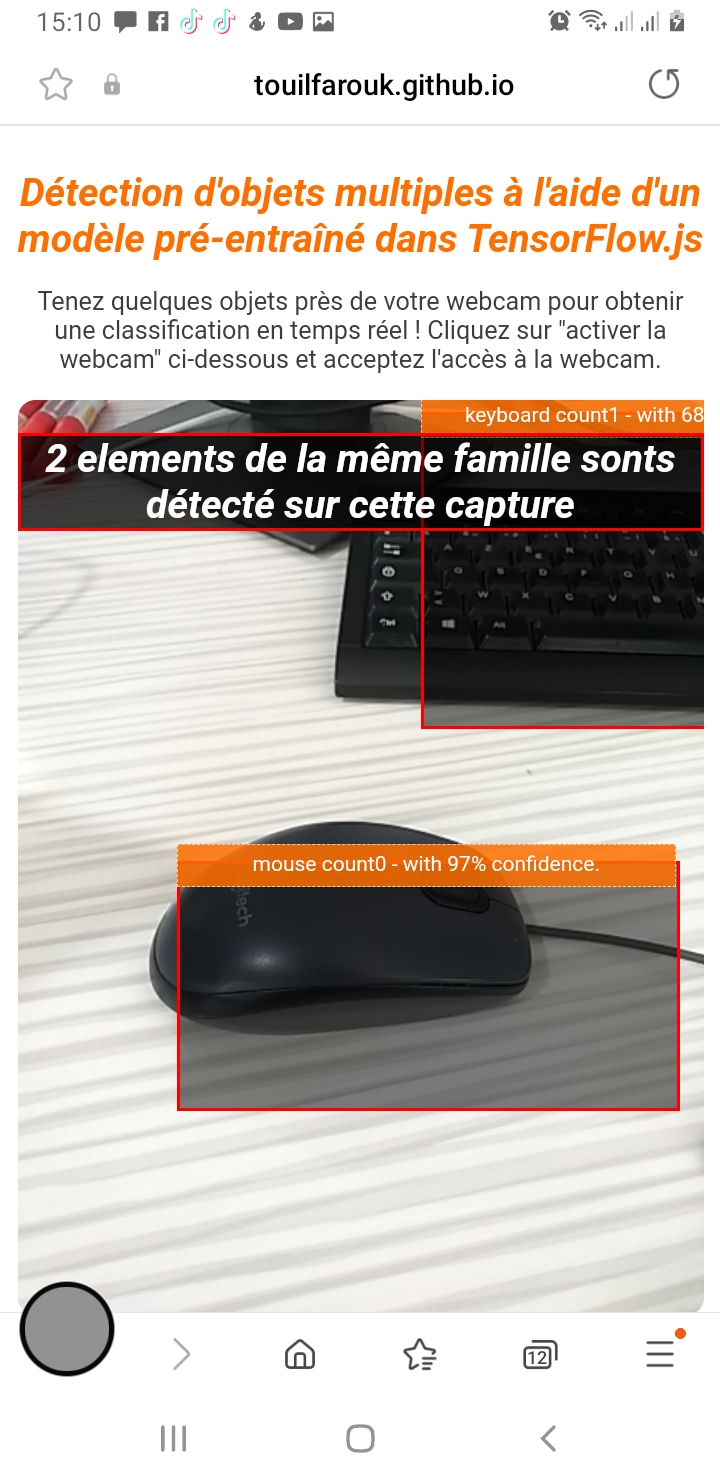 15:10
touilfarouk.github.io
Détection d'objets multiples à l'aide d'un
modèle pré-entraîné dans TensorFlow.js
Tenez quelques objets près de votre webcam pour obtenir
une classification en temps réel ! Cliquez sur "activer la
webcam" ci-dessous et acceptez l'accès à la webcam.
keyboard count1 - with 68
2 elements de la même famille sonts
détecté sur cette capture
mouse count0 - with 97% confidence.
12